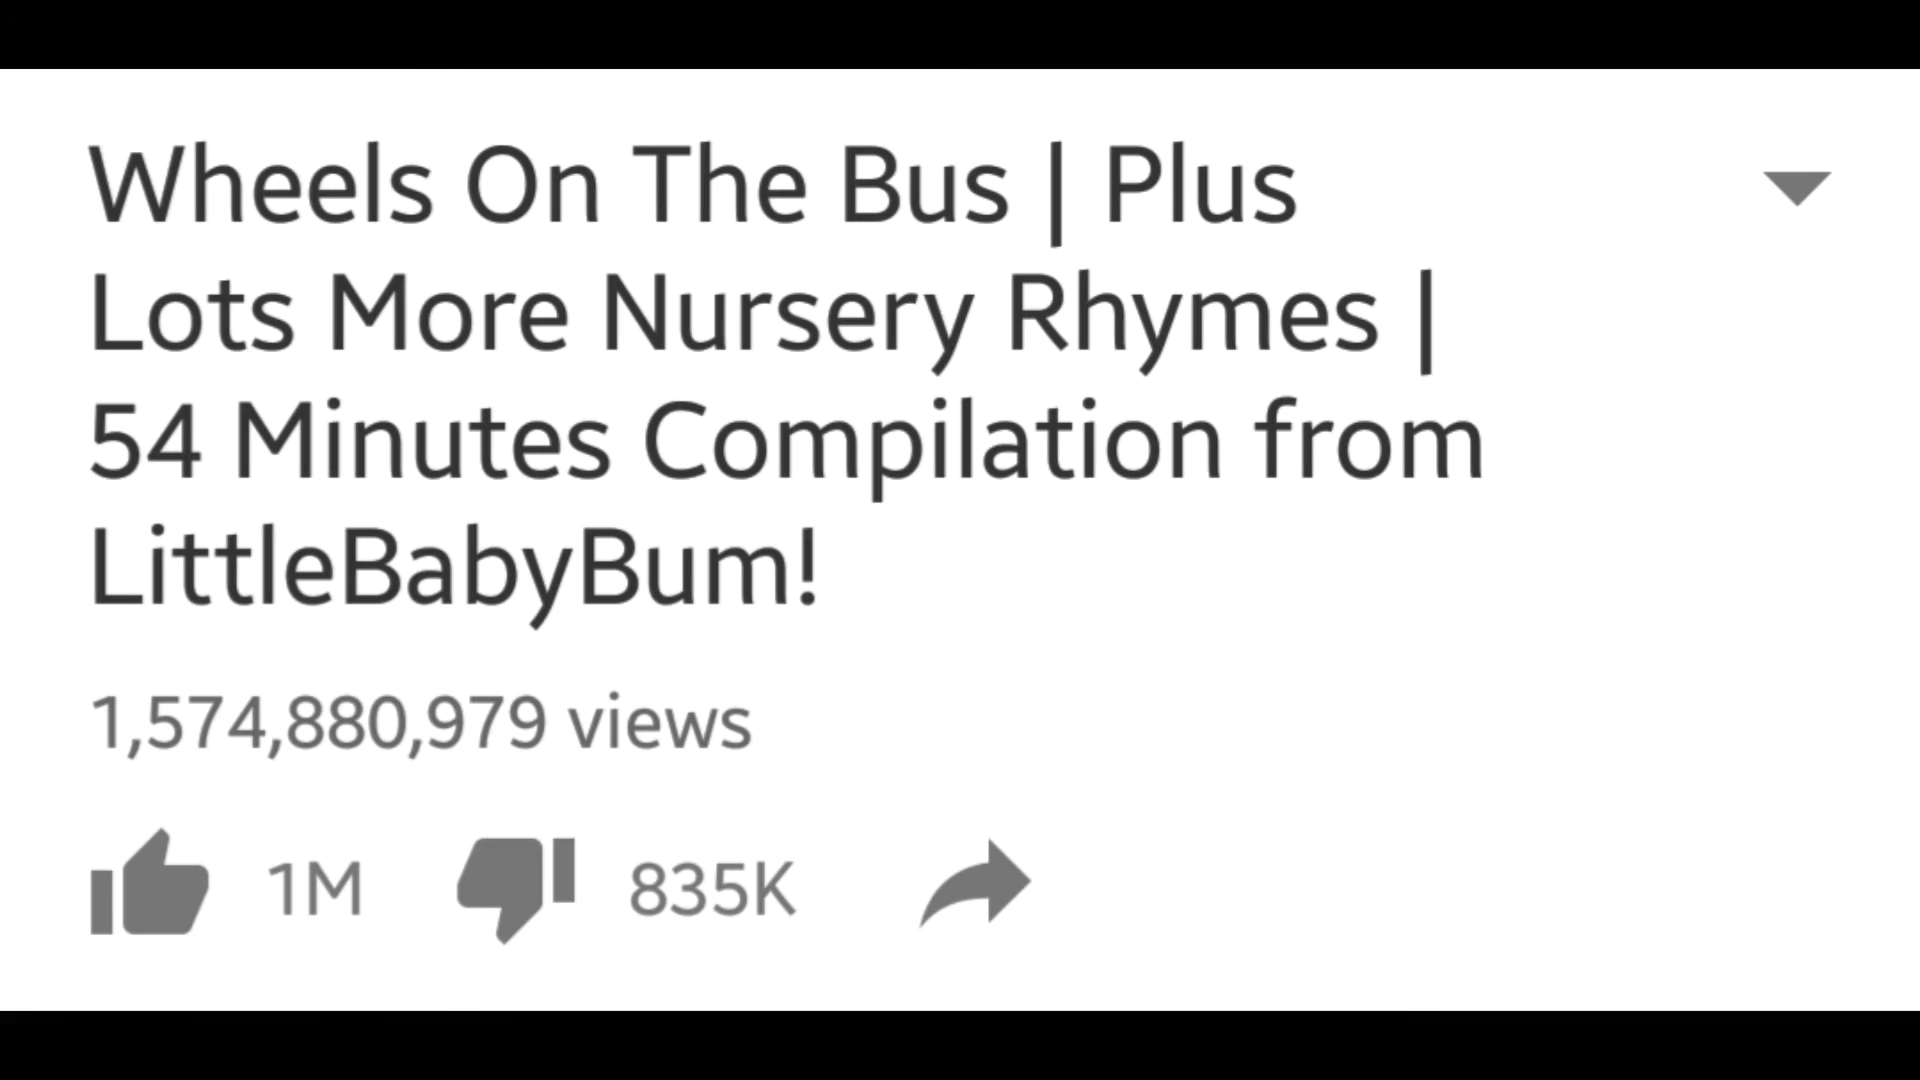 Wheels On The Bus | Plus
Lots More Nursery Rhymes |
54 Minutes Compilation from
LittleBabyBum!
1,574,880,979 views
1M 835K